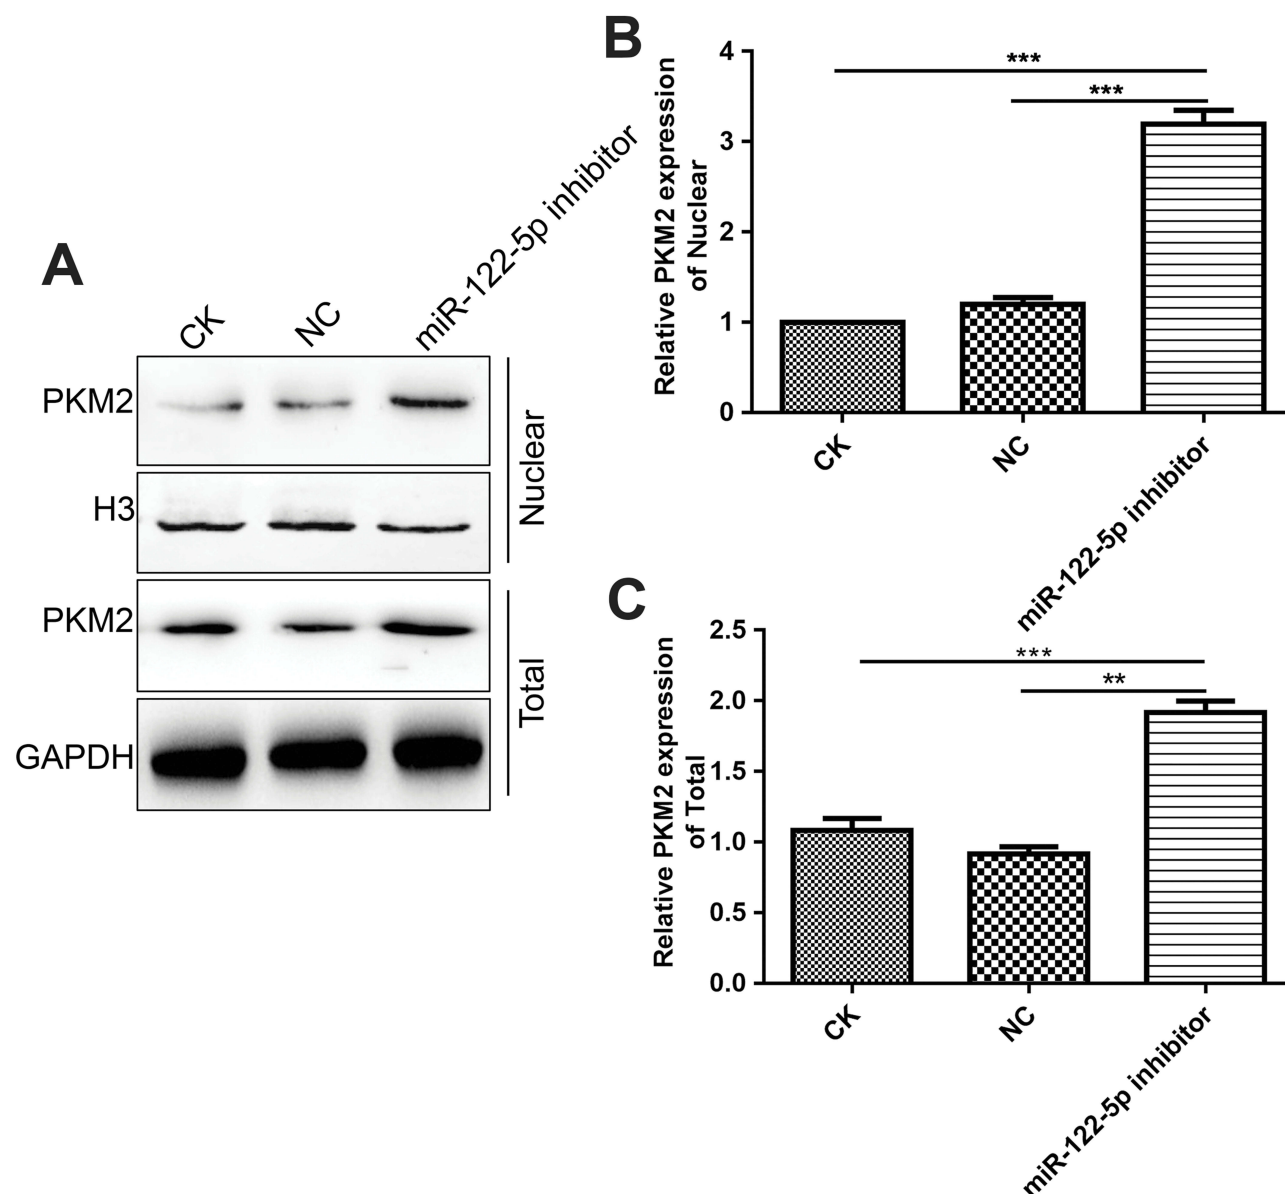 A
CK
NC
miR-122-5p inhibitor
PKM2
H3
Nuclear
PKM2
GAPDH
Total
B
Relative PKM2 expression
of Nuclear
4
3
2
1
0
***
***
CK
NC
miR-122-5p inhibitor
C
Relative PKM2 expression
of Total
2.5
2.0
1.5
1.0
0.5
0.0
***
**
CK
NC
miR-122-5p inhibitor